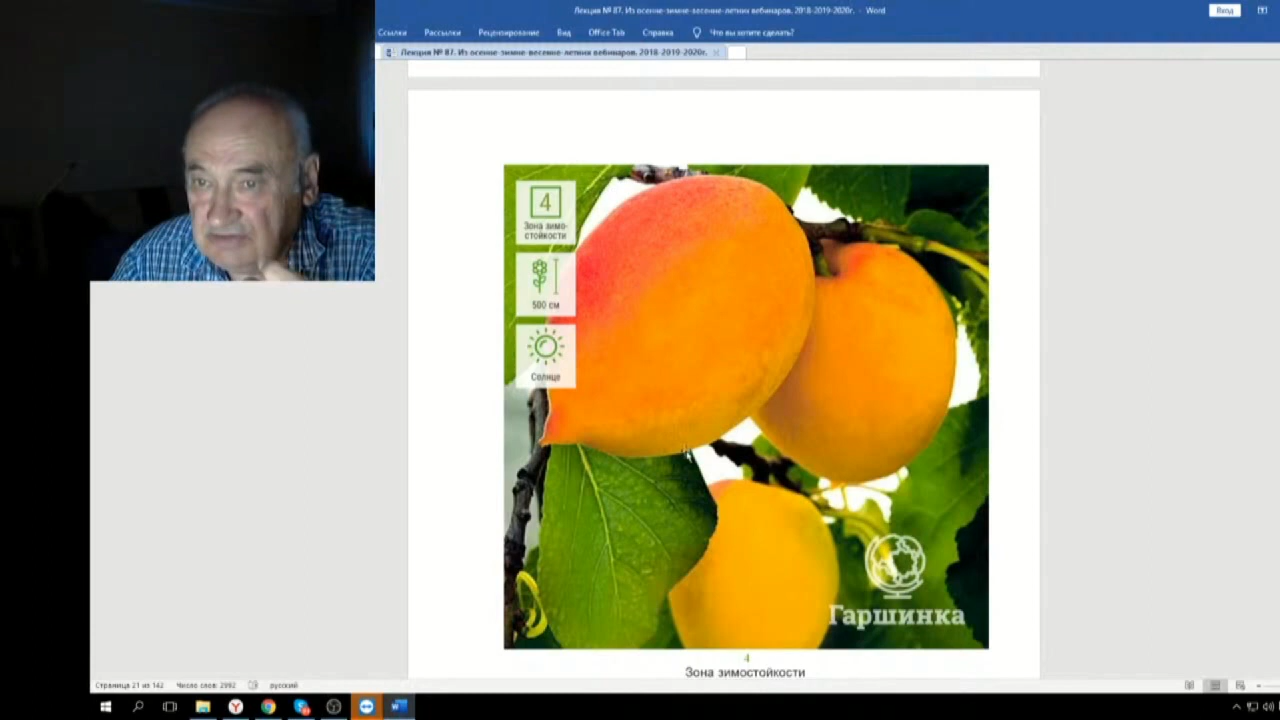 Лекция № 87. Из осенне-зимне-весенне-летних вебинаров. 2018-2019-2020г. - Word
Вход
Ссылки Рассылки Рецензирование Вид Office Tab Справка Что вы хотите сделать?
Лекция № 87. Из осенне-зимне-весенне-летних вебинаров. 2018-2019-2020г. ×
4
Зона зимо-
стойкости
500 см
Солнце
Гаршинка
4
Зона зимостойкости
Страница 21 из 142 Число слов: 2992 русский